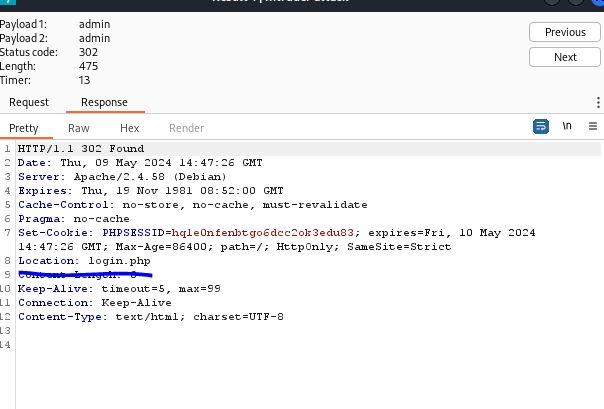 Payload 1: admin
Payload 2: admin
Status code: 302
Length: 475
Timer: 13
Previous
Next
Request Response
Pretty Raw Hex Render \n
1 HTTP/1.1 302 Found
2 Date: Thu, 09 May 2024 14:47:26 GMT
3 Server: Apache/2.4.58 (Debian)
4 Expires: Thu, 19 Nov 1981 08:52:00 GMT
5 Cache-Control: no-store, no-cache, must-revalidate
6 Pragma: no-cache
7 Set-Cookie: PHPSESSID=hq1e0nfenbtgo6dcc2ok3edu83; expires=Fri, 10 May 2024
14:47:26 GMT; Max-Age=86400; path=/; HttpOnly; SameSite=Strict
8 Location: login.php
9 Content-Length: 0
10 Keep-Alive: timeout=5, max=99
11 Connection: Keep-Alive
12 Content-Type: text/html; charset=UTF-8
13
14